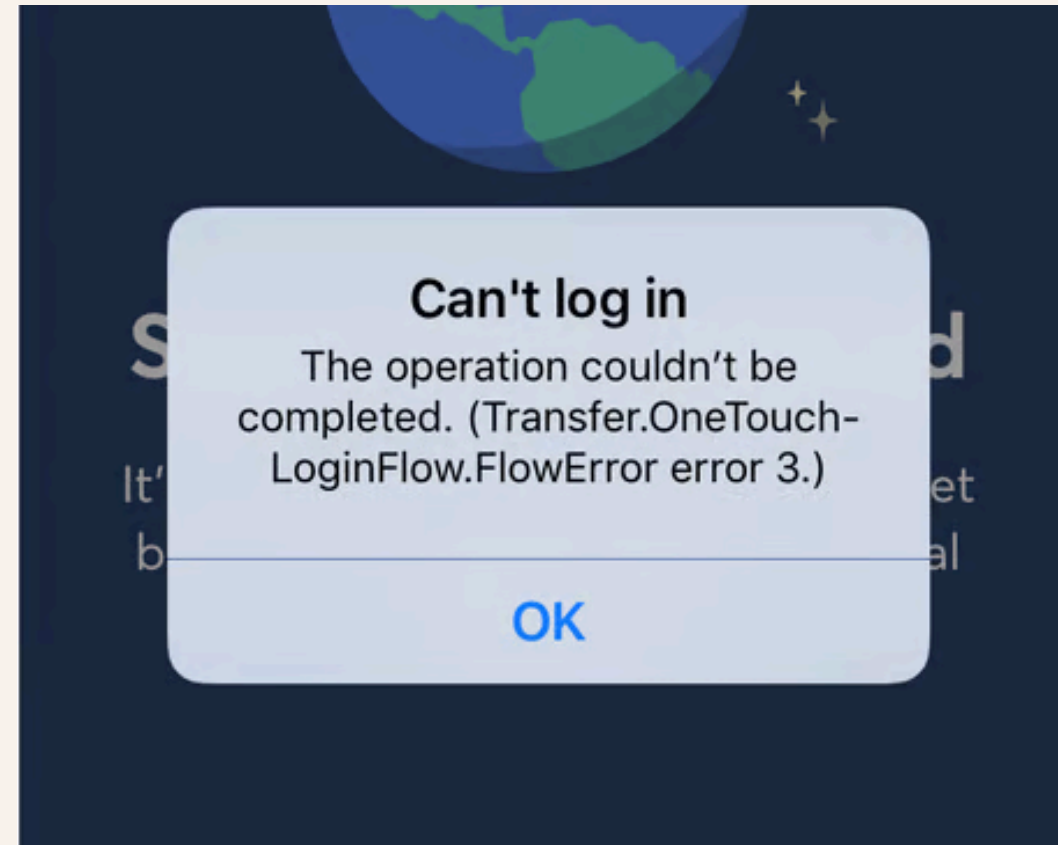 Can't log in
The operation couldn’t be
completed. (Transfer.OneTouch-
LoginFlow.FlowError error 3.)
OK